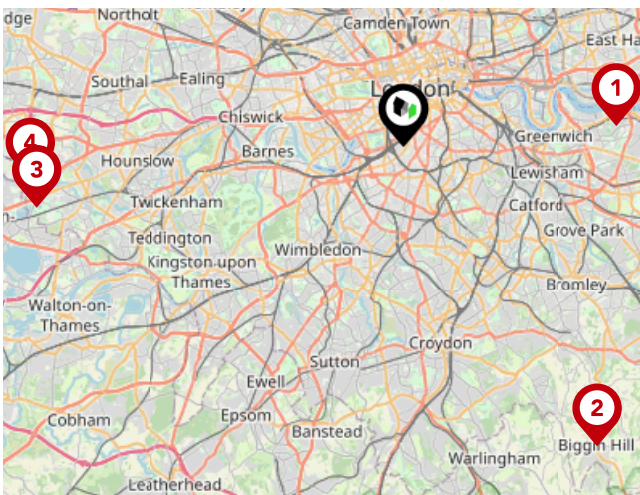 dge
Northolt
Camden Town
East Ha
Southal
Ealing
London
1
Chiswick
4
Greenwich
Barnes
Hounslow
3
Lewisham
Twickenham
Catford
n-
Grove Park
Teddington
Wimbledon
Kingston upon
Thames
Bromley
Walton-on-
Thames
Croydon
Sutton
Ewell
2
Cobham
Epsom
Banstead
Biggin Hill
Warlingham
Leatherhead